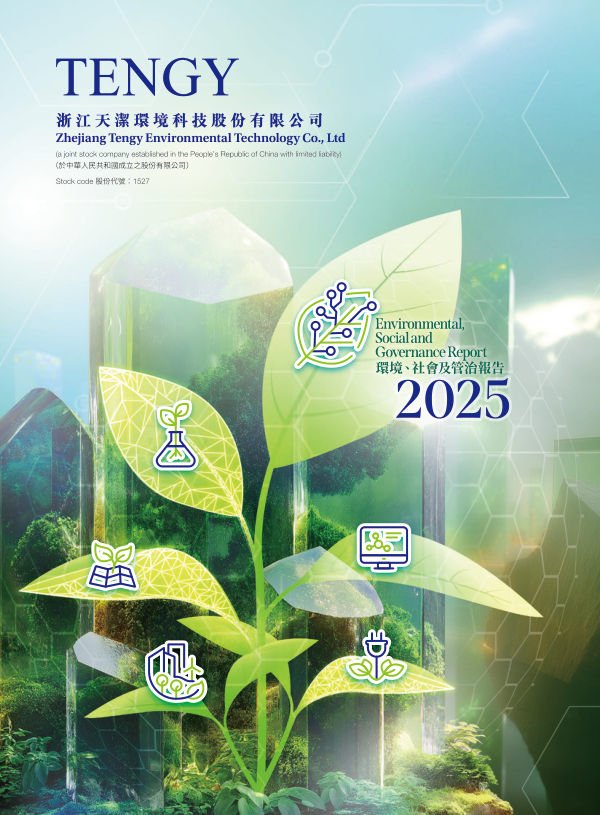 TENGY
浙江天潔環境科技股份有限公司
Zhejiang Tengy Environmental Technology Co., Ltd
(a joint stock company established in the People's Republic of China with limited liability)
(於中華人民共和國成立之股份有限公司)
Stock code 股份代號：1527
Environmental,
Social and
Governance Report
環境、社會及管治報告
2025